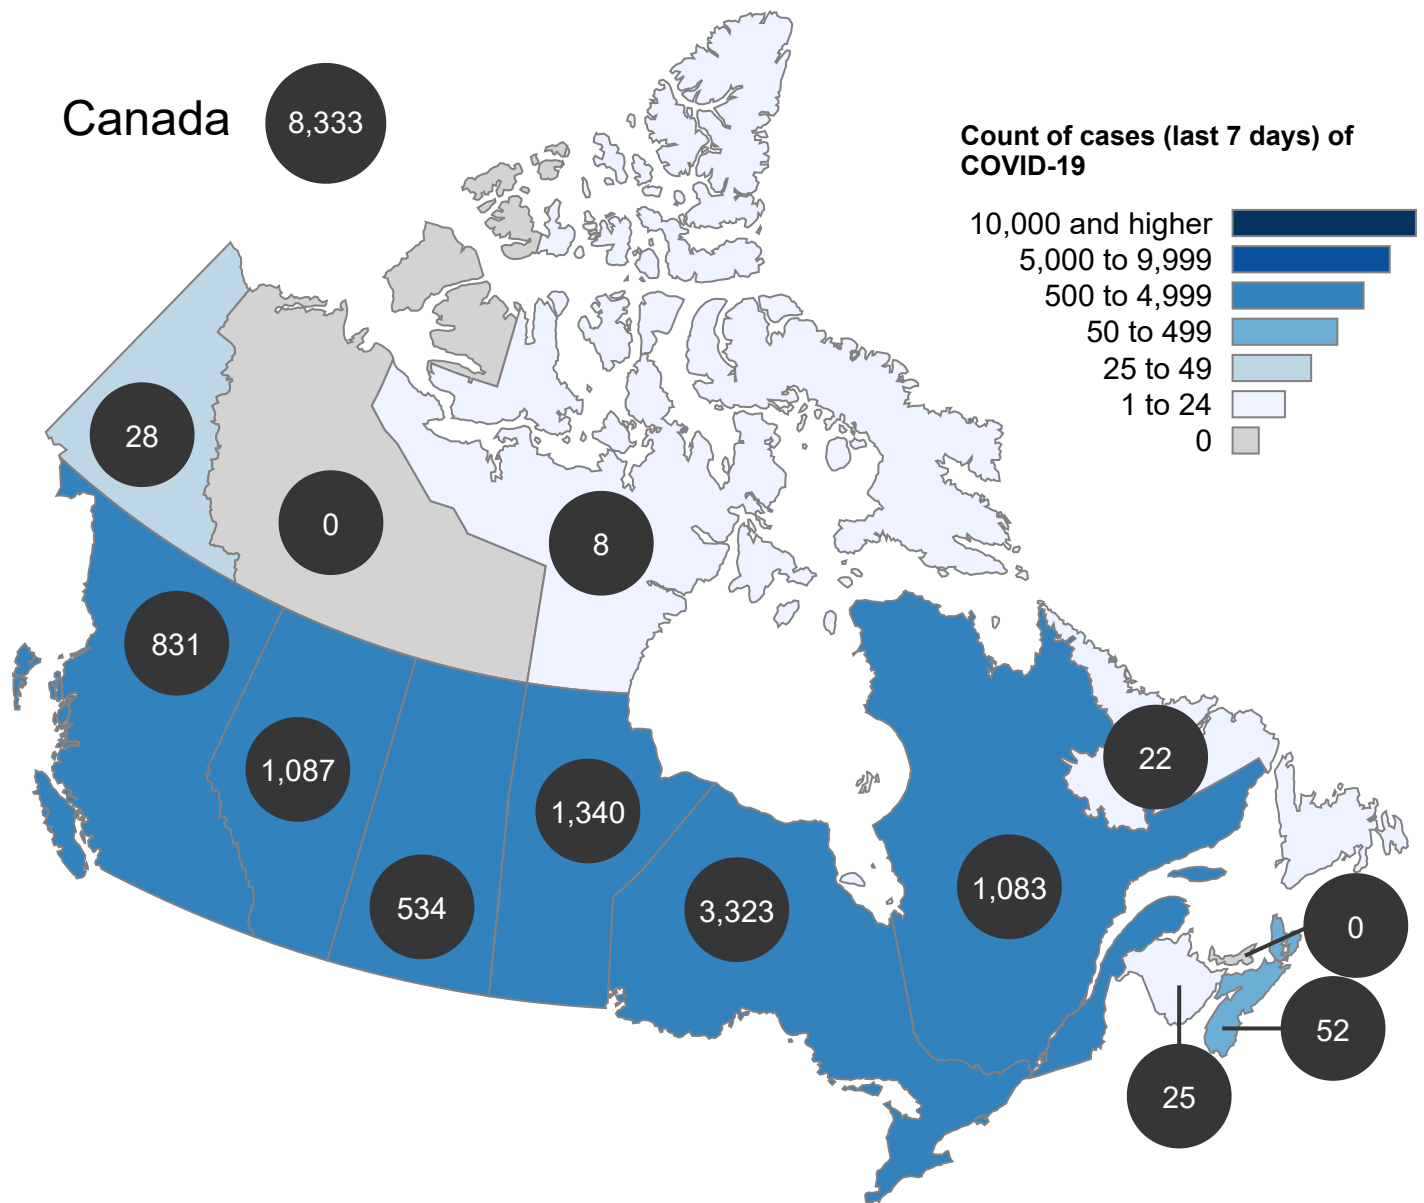 Canada
8,333
Count of cases (last 7 days) of
COVID-19
10,000 and higher
5,000 to 9,999
500 to 4,999
50 to 499
25 to 49
1 to 24
0
28
0
8
831
1,087
534
1,340
3,323
1,083
22
0
52
25